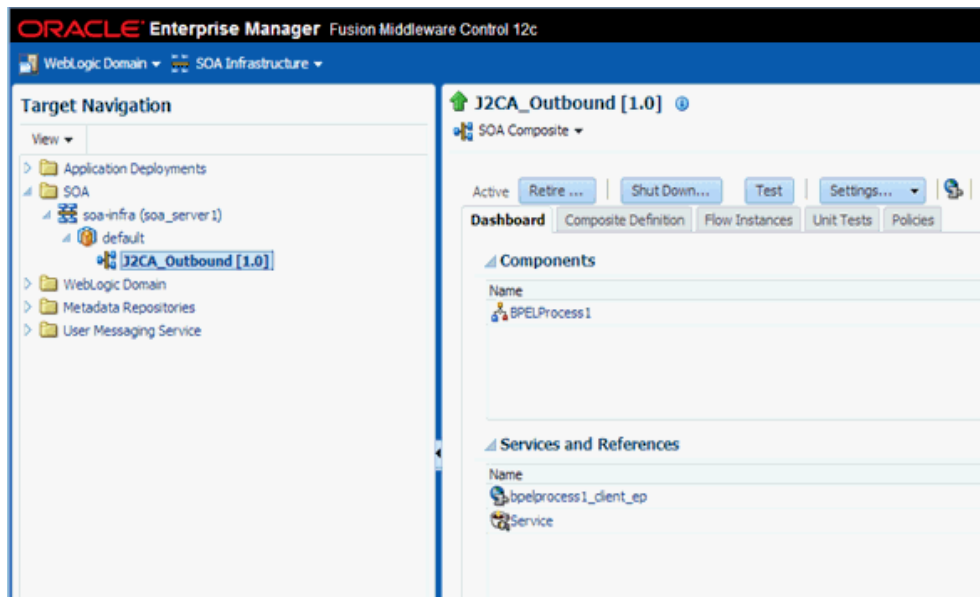 ORACLE Enterprise Manager Fusion Middleware Control 12c
WebLogic Domain SOA Infrastructure
Target Navigation
View
Application Deployments
SOA
soa-infra (soa_server1)
default
J2CA_Outbound [1.0]
WebLogic Domain
Metadata Repositories
User Messaging Service
J2CA_Outbound [1.0]
SOA Composite
Active Retire ... Shut Down... Test Settings...
Dashboard Composite Definition Flow Instances Unit Tests Policies
Components
Name
BPELProcess1
Services and References
Name
bpelprocess1_client_ep
Service